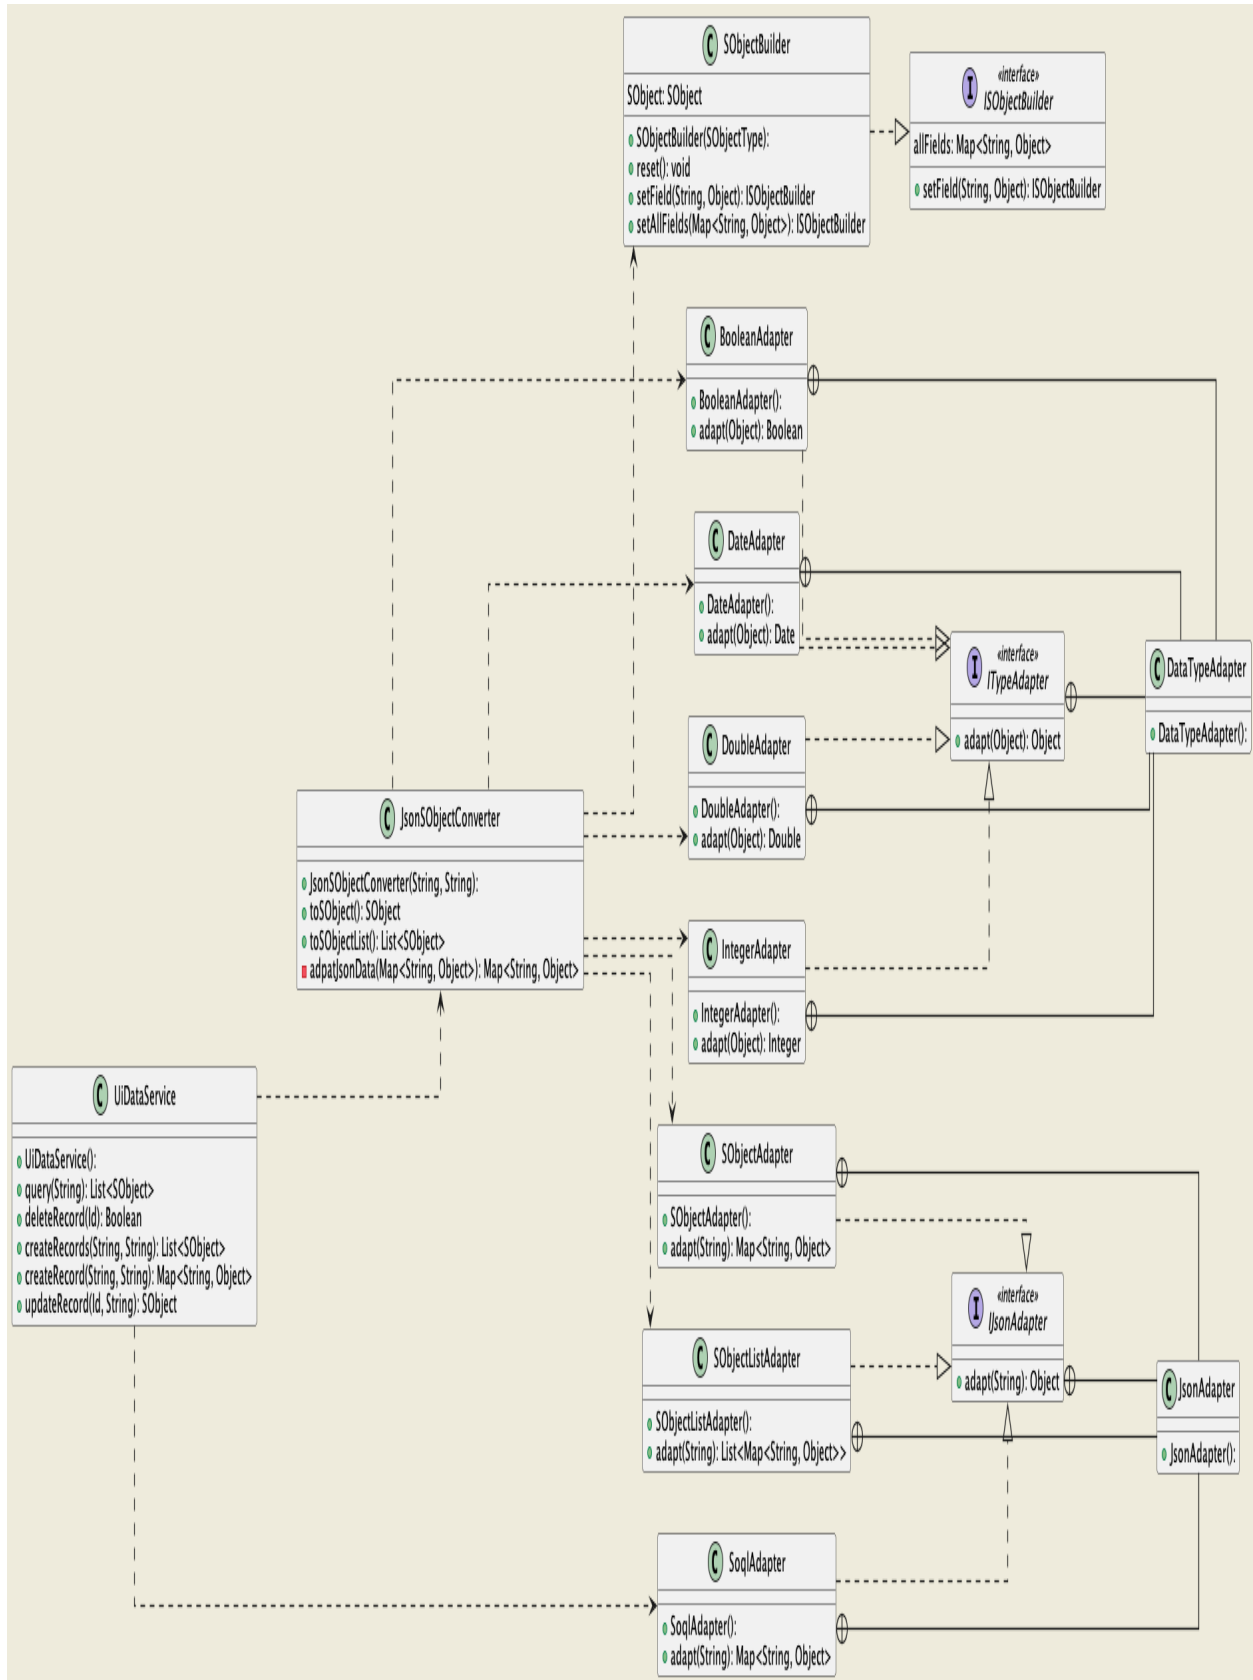 C SObjectBuilder
SObject: SObject
SObjectBuilder(SObjectType):
reset(): void
setField(String, Object): ISObjectBuilder
setAllFields(Map<String, Object>): ISObjectBuilder
«interface»
I ISObjectBuilder
allFields: Map<String, Object>
setField(String, Object): ISObjectBuilder
C BooleanAdapter
BooleanAdapter():
adapt(Object): Boolean
C DateAdapter
DateAdapter():
adapt(Object): Date
«interface»
I ITypeAdapter
adapt(Object): Object
C DataTypeAdapter
DataTypeAdapter():
C DoubleAdapter
DoubleAdapter():
adapt(Object): Double
C JsonSObjectConverter
JsonSObjectConverter(String, String):
toSObject(): SObject
toSObjectList(): List<SObject>
adpatJsonData(Map<String, Object>): Map<String, Object>
C IntegerAdapter
IntegerAdapter():
adapt(Object): Integer
C UiDataService
UiDataService():
query(String): List<SObject>
deleteRecord(Id): Boolean
createRecords(String, String): List<SObject>
createRecord(String, String): Map<String, Object>
updateRecord(Id, String): SObject
C SObjectAdapter
SObjectAdapter():
adapt(String): Map<String, Object>
«interface»
I IJsonAdapter
adapt(String): Object
C SObjectListAdapter
SObjectListAdapter():
adapt(String): List<Map<String, Object>>
C JsonAdapter
JsonAdapter():
C SoqlAdapter
SoqlAdapter():
adapt(String): Map<String, Object>